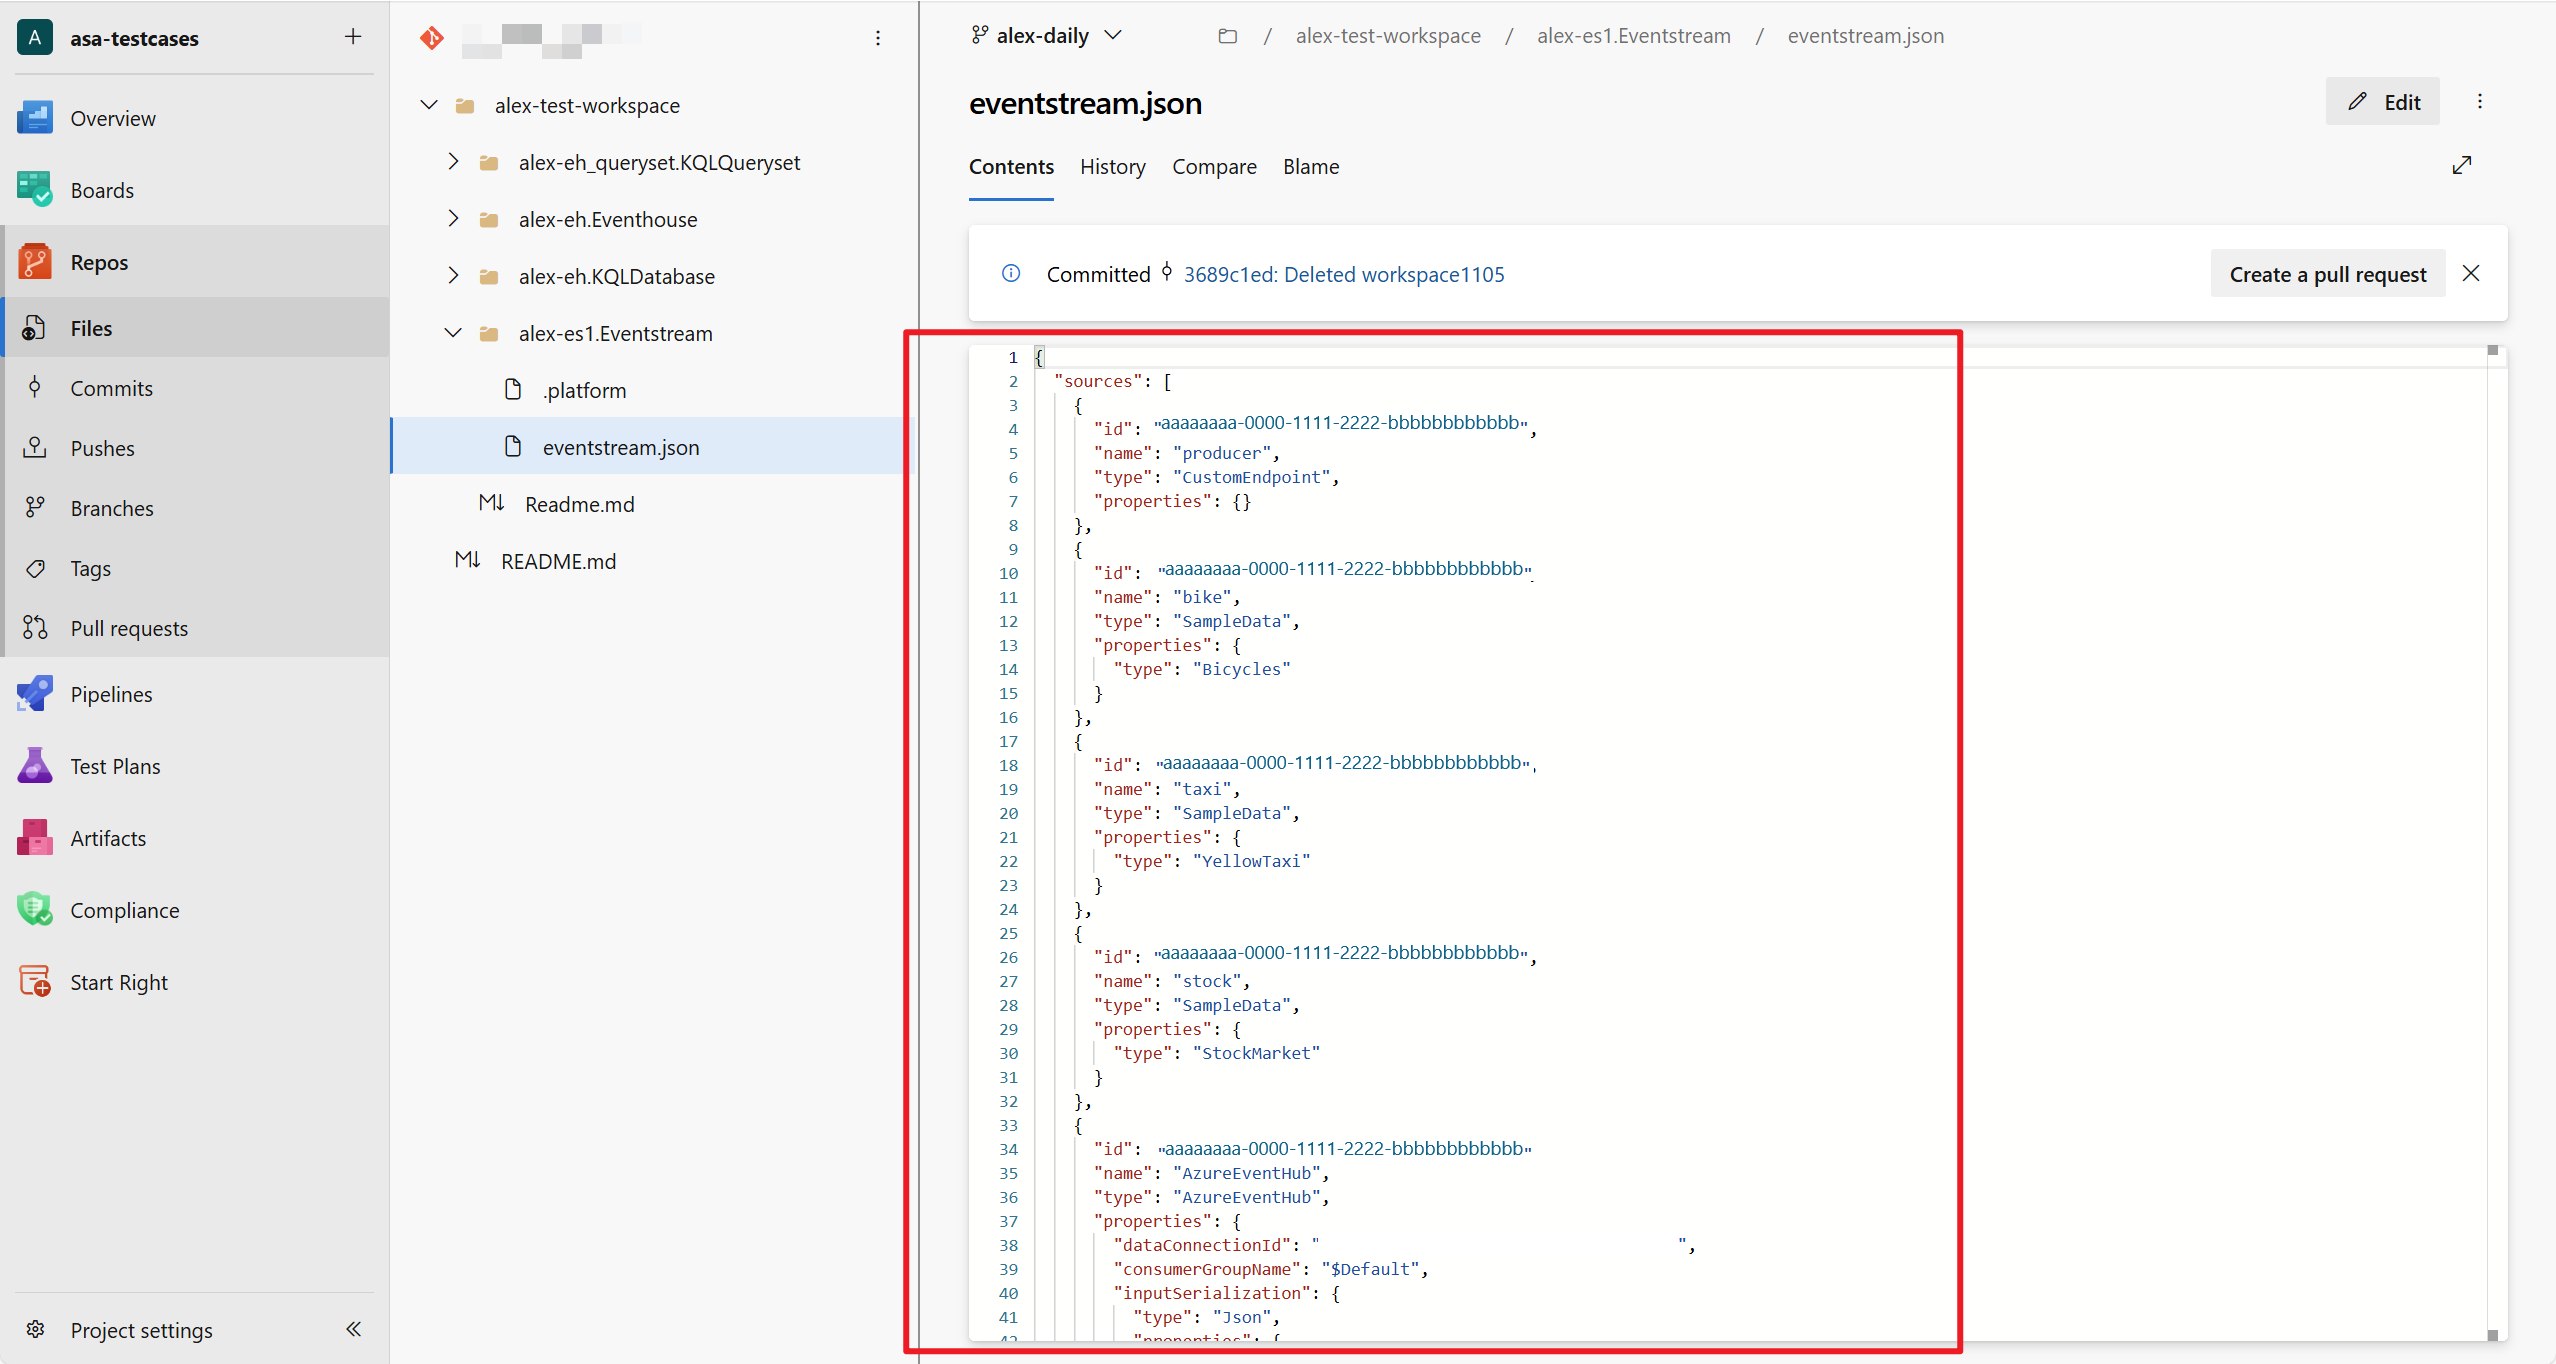 A asa-testcases
Overview
Boards
Repos
Files
Commits
Pushes
Branches
Tags
Pull requests
Pipelines
Test Plans
Artifacts
Compliance
Start Right
Project settings
alex-test-workspace
alex-eh_queryset.KQLQueryset
alex-eh.Eventhouse
alex-eh.KQLDatabase
alex-es1.Eventstream
.platform
eventstream.json
M↓ Readme.md
M↓ README.md
alex-daily / alex-test-workspace / alex-es1.Eventstream / eventstream.json
eventstream.json
Edit
Contents History Compare Blame
Committed 3689c1ed: Deleted workspace1105
Create a pull request
1 {
2 "sources": [
3 {
4 "id": "aaaaaaaa-0000-1111-2222-bbbbbbbbbbbb",
5 "name": "producer",
6 "type": "CustomEndpoint",
7 "properties": {}
8 },
9 {
10 "id": "aaaaaaaa-0000-1111-2222-bbbbbbbbbbbb",
11 "name": "bike",
12 "type": "SampleData",
13 "properties": {
14 "type": "Bicycles"
15 }
16 },
17 {
18 "id": "aaaaaaaa-0000-1111-2222-bbbbbbbbbbbb",
19 "name": "taxi",
20 "type": "SampleData",
21 "properties": {
22 "type": "YellowTaxi"
23 }
24 },
25 {
26 "id": "aaaaaaaa-0000-1111-2222-bbbbbbbbbbbb",
27 "name": "stock",
28 "type": "SampleData",
29 "properties": {
30 "type": "StockMarket"
31 }
32 },
33 {
34 "id": "aaaaaaaa-0000-1111-2222-bbbbbbbbbbbb"
35 "name": "AzureEventHub",
36 "type": "AzureEventHub",
37 "properties": {
38 "dataConnectionId": " ",
39 "consumerGroupName": "$Default",
40 "inputSerialization": {
41 "type": "Json",
42 "properties": {